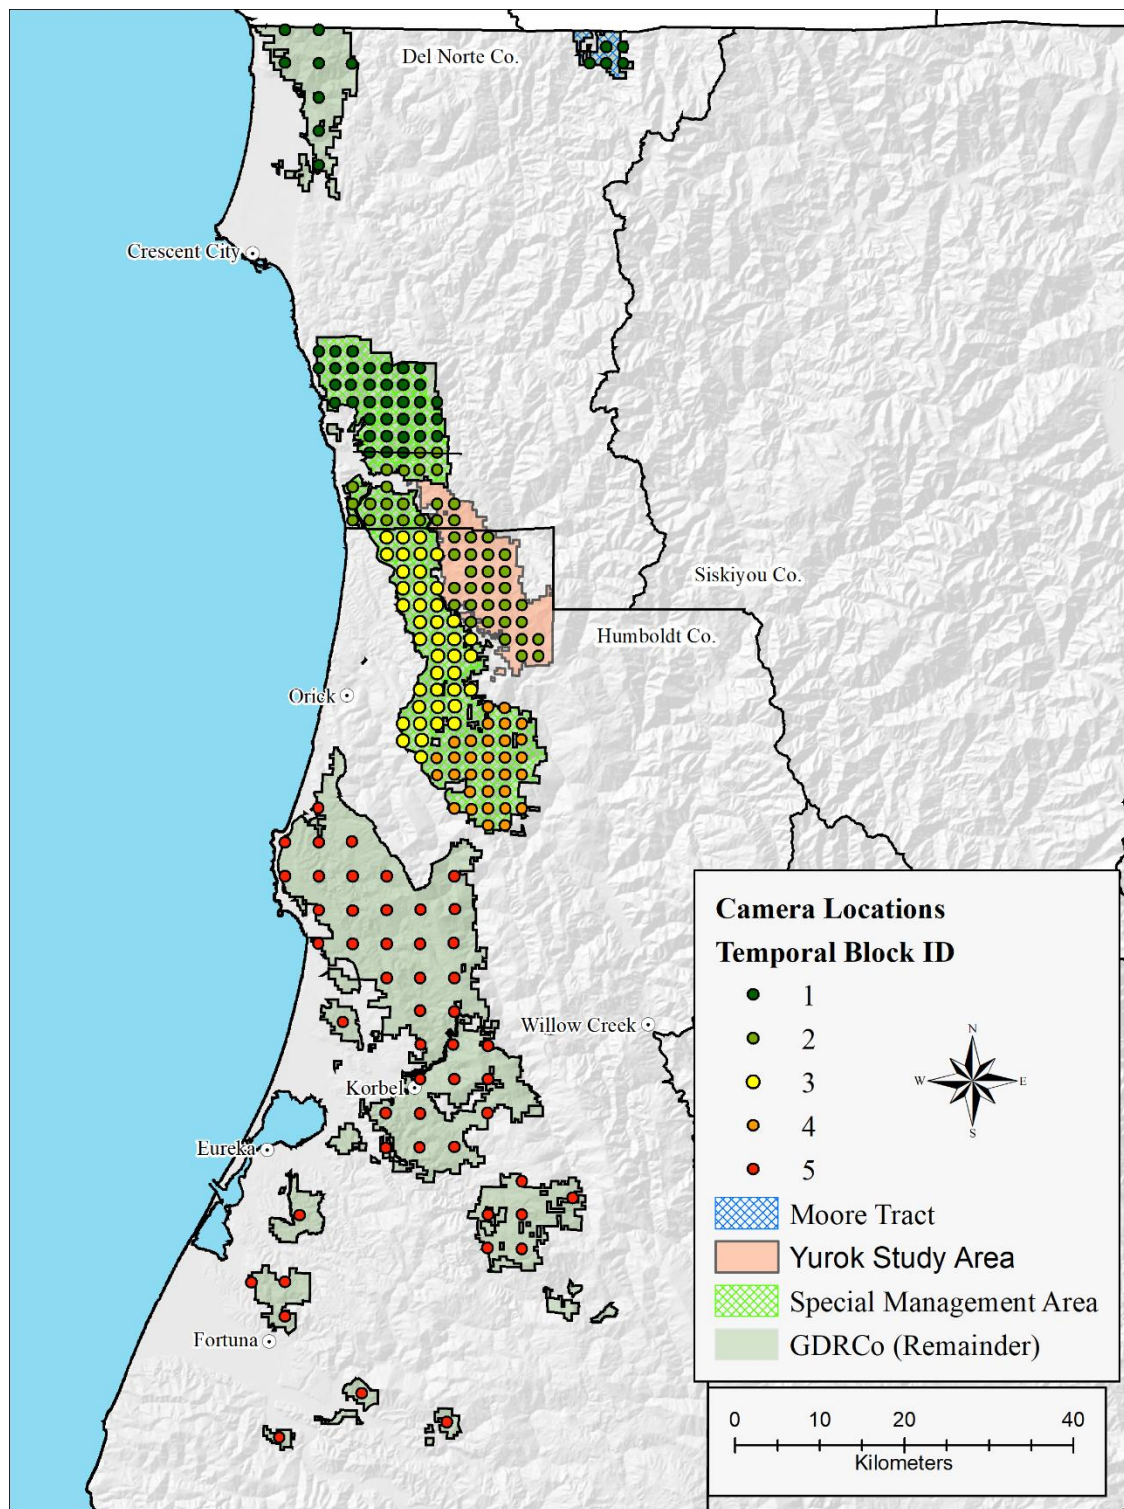 Del Norte Co.
Crescent City
Siskiyou Co.
Humboldt Co.
Orick
Willow Creek
Korbel
Eureka
Fortuna
Camera Locations
Temporal Block ID
1
2
3
4
5
N
W E
S
Moore Tract
Yurok Study Area
Special Management Area
GDRCo (Remainder)
0 10 20 40
Kilometers